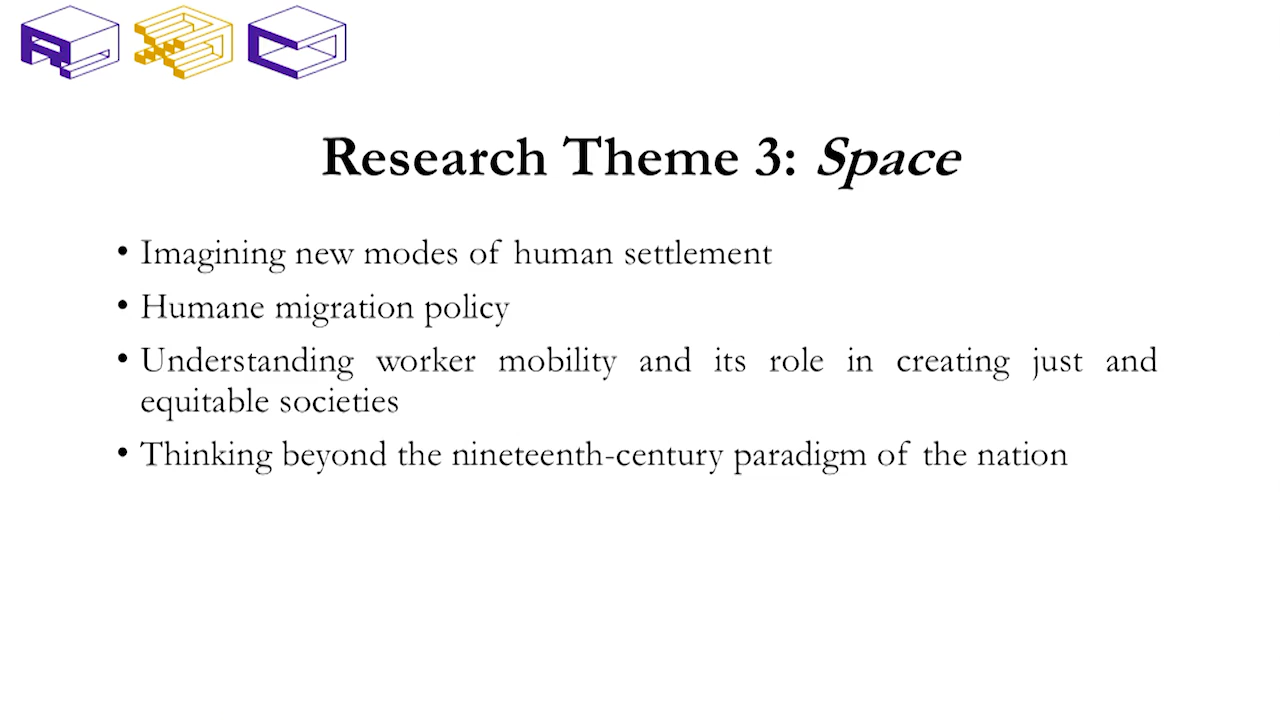 Research Theme 3: Space
• Imagining new modes of human settlement
• Humane migration policy
• Understanding worker mobility and its role in creating just and
equitable societies
• Thinking beyond the nineteenth-century paradigm of the nation